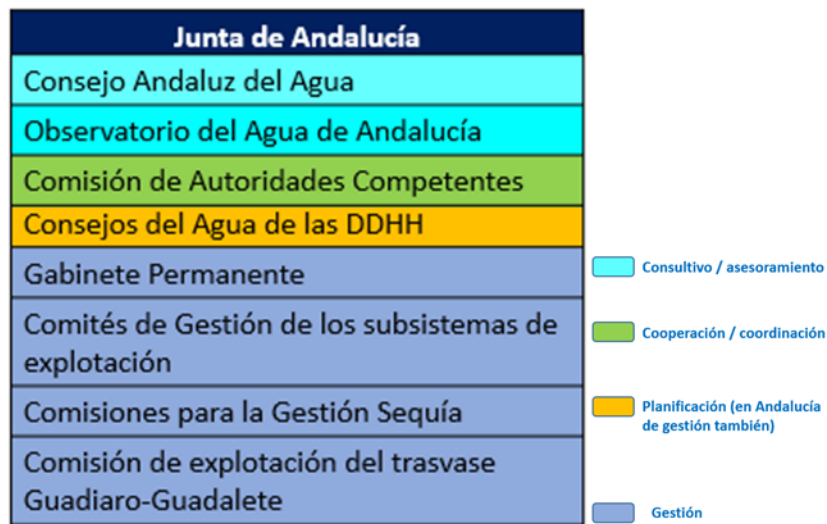 Junta de Andalucía
Consejo Andaluz del Agua
Observatorio del Agua de Andalucía
Comisión de Autoridades Competentes
Consejos del Agua de las DDHH
Gabinete Permanente
Comités de Gestión de los subsistemas de
explotación
Comisiones para la Gestión Sequía
Comisión de explotación del trasvase
Guadiaro-Guadalete
Consultivo / asesoramiento
Cooperación / coordinación
Planificación (en Andalucía
de gestión también)
Gestión